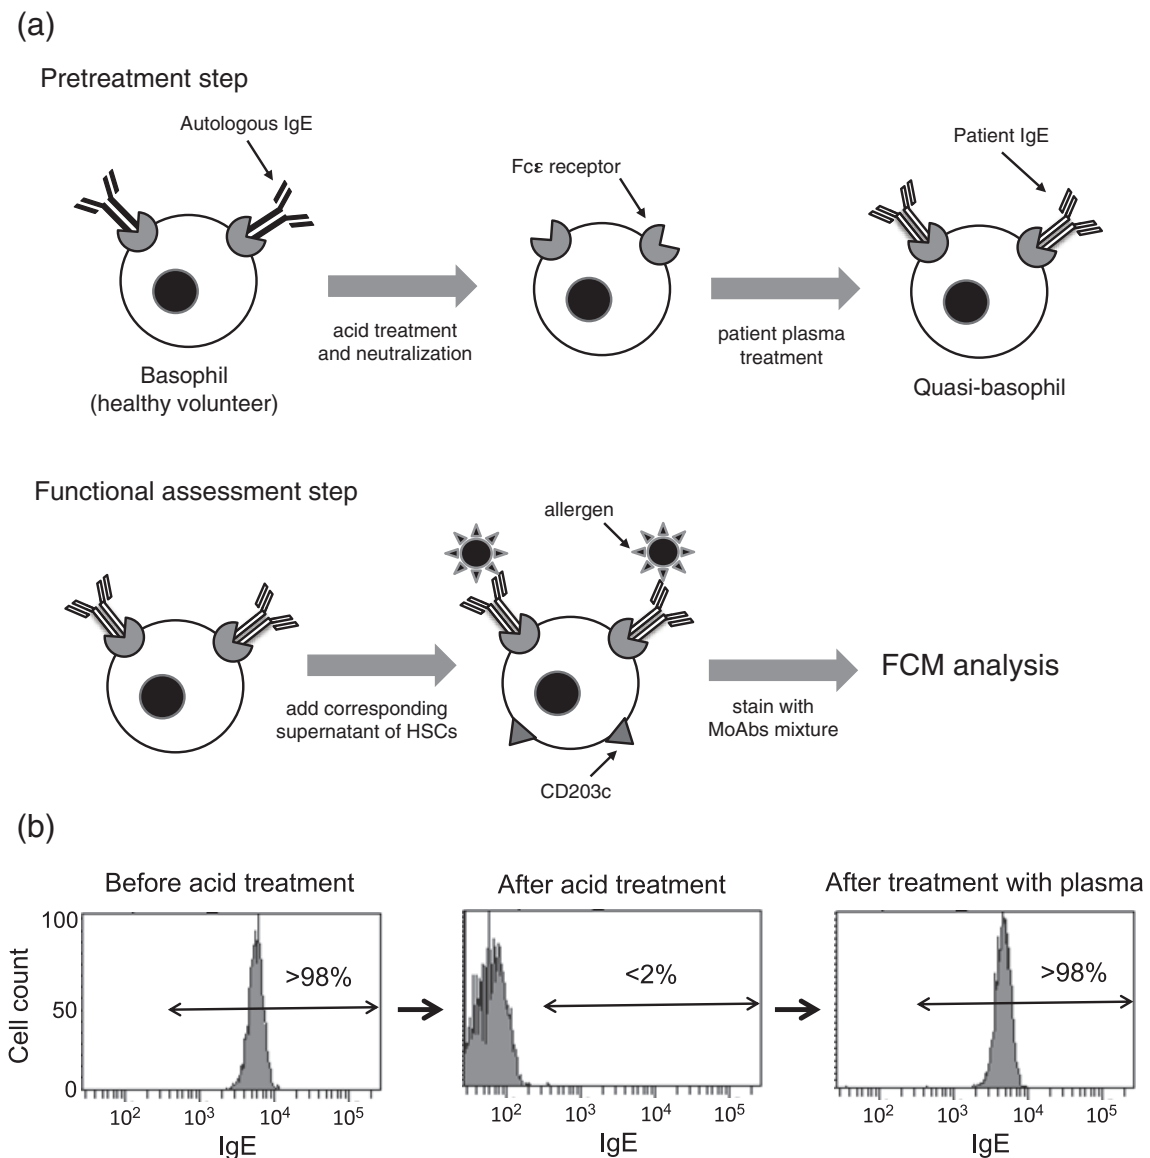 (a)
Pretreatment step
Autologous IgE
Fcε receptor
Patient IgE
acid treatment
and neutralization
patient plasma
treatment
Basophil
(healthy volunteer)
Quasi-basophil
Functional assessment step
allergen
add corresponding
supernatant of HSCs
stain with
MoAbs mixture
FCM analysis
CD203c
(b)
Before acid treatment
After acid treatment
After treatment with plasma
Cell count
100
50
0
>98%
<2%
>98%
10² 10³ 10⁴ 10⁵
10² 10³ 10⁴ 10⁵
10² 10³ 10⁴ 10⁵
IgE
IgE
IgE